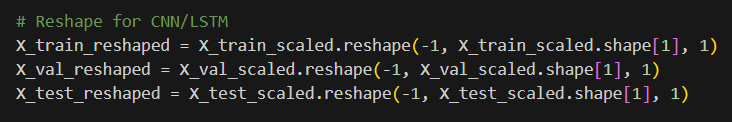 # Reshape for CNN/LSTM
X_train_reshaped = X_train_scaled.reshape(-1, X_train_scaled.shape[1], 1)
X_val_reshaped = X_val_scaled.reshape(-1, X_val_scaled.shape[1], 1)
X_test_reshaped = X_test_scaled.reshape(-1, X_test_scaled.shape[1], 1)